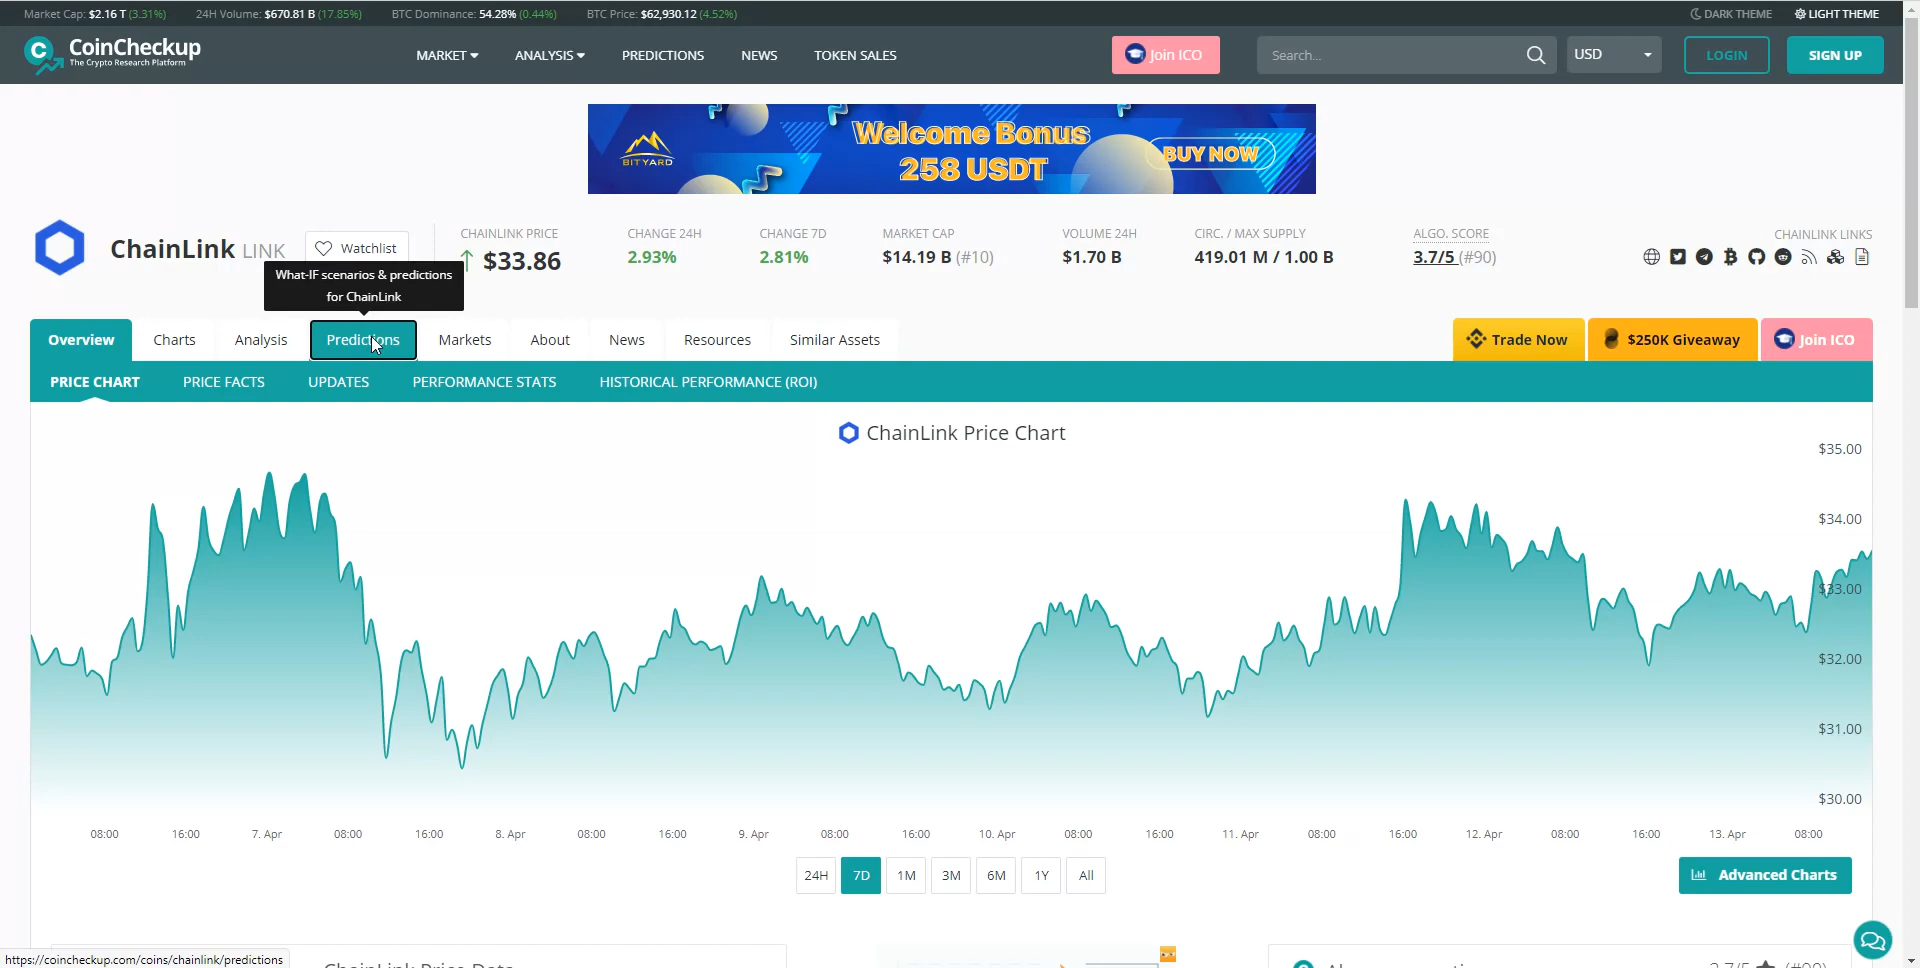 Market Cap: $2.16 T (3.31%) 24H Volume: $670.81 B (17.85%) BTC Dominance: 54.28% (0.44%) BTC Price: $62,930.12 (4.52%) DARK THEME LIGHT THEME
CoinCheckup
The Crypto Research Platform
MARKET ANALYSIS PREDICTIONS NEWS TOKEN SALES Join ICO Search... USD LOGIN SIGN UP
BITYARD
Welcome Bonus
258 USDT
BUY NOW
ChainLink LINK Watchlist
CHAINLINK PRICE CHANGE 24H CHANGE 7D MARKET CAP VOLUME 24H CIRC. / MAX SUPPLY ALGO. SCORE CHAINLINK LINKS
$33.86 2.93% 2.81% $14.19 B (#10) $1.70 B 419.01 M / 1.00 B 3.7/5 (#90)
What-IF scenarios & predictions
for ChainLink
Overview Charts Analysis Predictions Markets About News Resources Similar Assets Trade Now $250K Giveaway Join ICO
PRICE CHART PRICE FACTS UPDATES PERFORMANCE STATS HISTORICAL PERFORMANCE (ROI)
ChainLink Price Chart
$35.00
$34.00
$33.00
$32.00
$31.00
$30.00
08:00 16:00 7. Apr 08:00 16:00 8. Apr 08:00 16:00 9. Apr 08:00 16:00 10. Apr 08:00 16:00 11. Apr 08:00 16:00 12. Apr 08:00 16:00 13. Apr 08:00
24H 7D 1M 3M 6M 1Y All
Advanced Charts
https://coincheckup.com/coins/chainlink/predictions
ChainLink Price Data